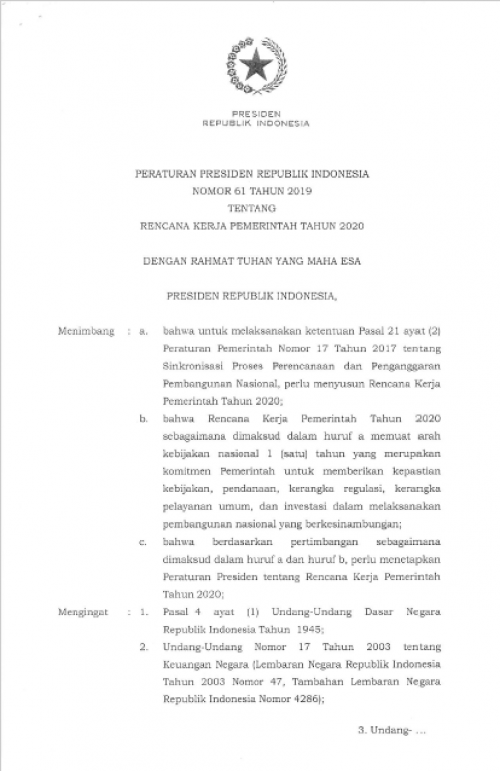 PRESIDEN
REPUBLIK INDONESIA
PERATURAN PRESIDEN REPUBLIK INDONESIA
NOMOR 61 TAHUN 2019
TENTANG
RENCANA KERJA PEMERINTAH TAHUN 2020
DENGAN RAHMAT TUHAN YANG MAHA ESA
PRESIDEN REPUBLIK INDONESIA,
Menimbang : a. bahwa untuk melaksanakan ketentuan Pasal 21 ayat (2)
Peraturan Pemerintah Nomor 17 Tahun 2017 tentang
Sinkronisasi Proses Perencanaan dan Penganggaran
Pembangunan Nasional, perlu menyusun Rencana Kerja
Pemerintah Tahun 2020;
b. bahwa Rencana Kerja Pemerintah Tahun 2020
sebagaimana dimaksud dalam huruf a memuat arah
kebijakan nasional 1 (satu) tahun yang merupakan
komitmen Pemerintah untuk memberikan kepastian
kebijakan, pendanaan, kerangka regulasi, kerangka
pelayanan umum, dan investasi dalam melaksanakan
pembangunan nasional yang berkesinambungan;
c. bahwa berdasarkan pertimbangan sebagaimana
dimaksud dalam huruf a dan huruf b, perlu menetapkan
Peraturan Presiden tentang Rencana Kerja Pemerintah
Tahun 2020;
Mengingat : 1. Pasal 4 ayat (1) Undang-Undang Dasar Negara
Republik Indonesia Tahun 1945;
2. Undang-Undang Nomor 17 Tahun 2003 tentang
Keuangan Negara (Lembaran Negara Republik Indonesia
Tahun 2003 Nomor 47, Tambahan Lembaran Negara
Republik Indonesia Nomor 4286);
3. Undang- ...